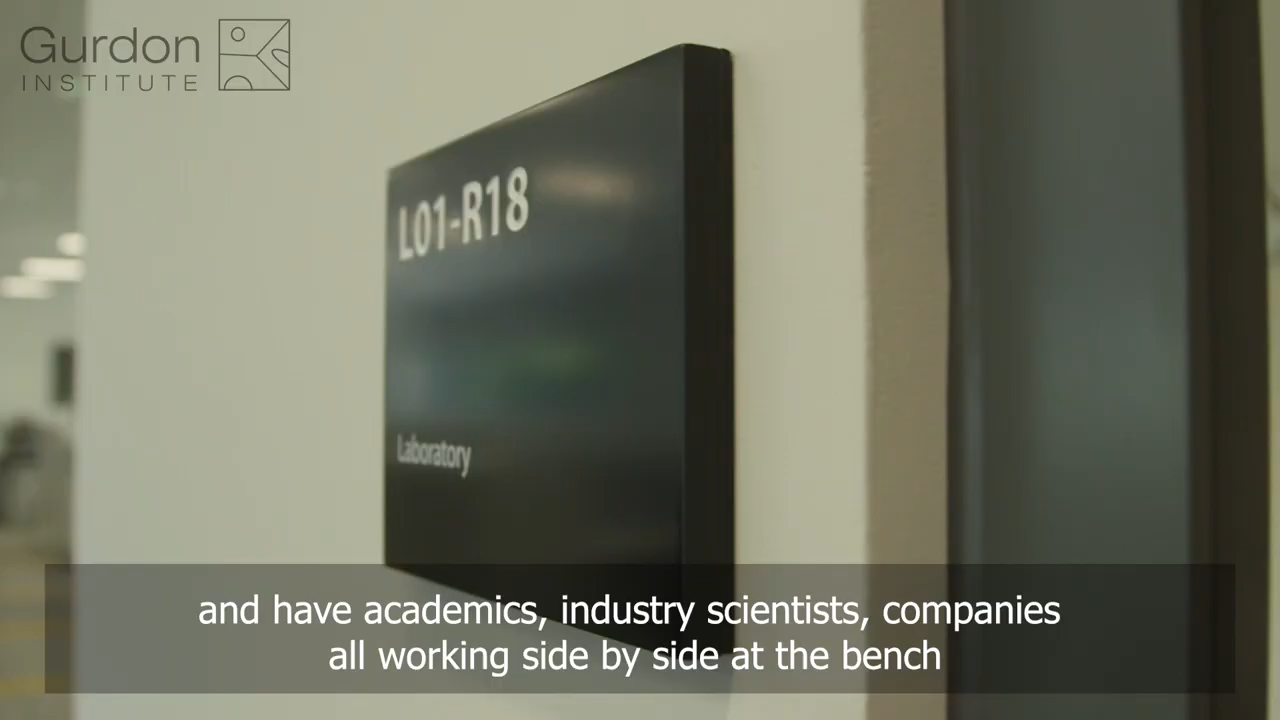 Gurdon
INSTITUTE
L01-R18
Laboratory
and have academics, industry scientists, companies
all working side by side at the bench